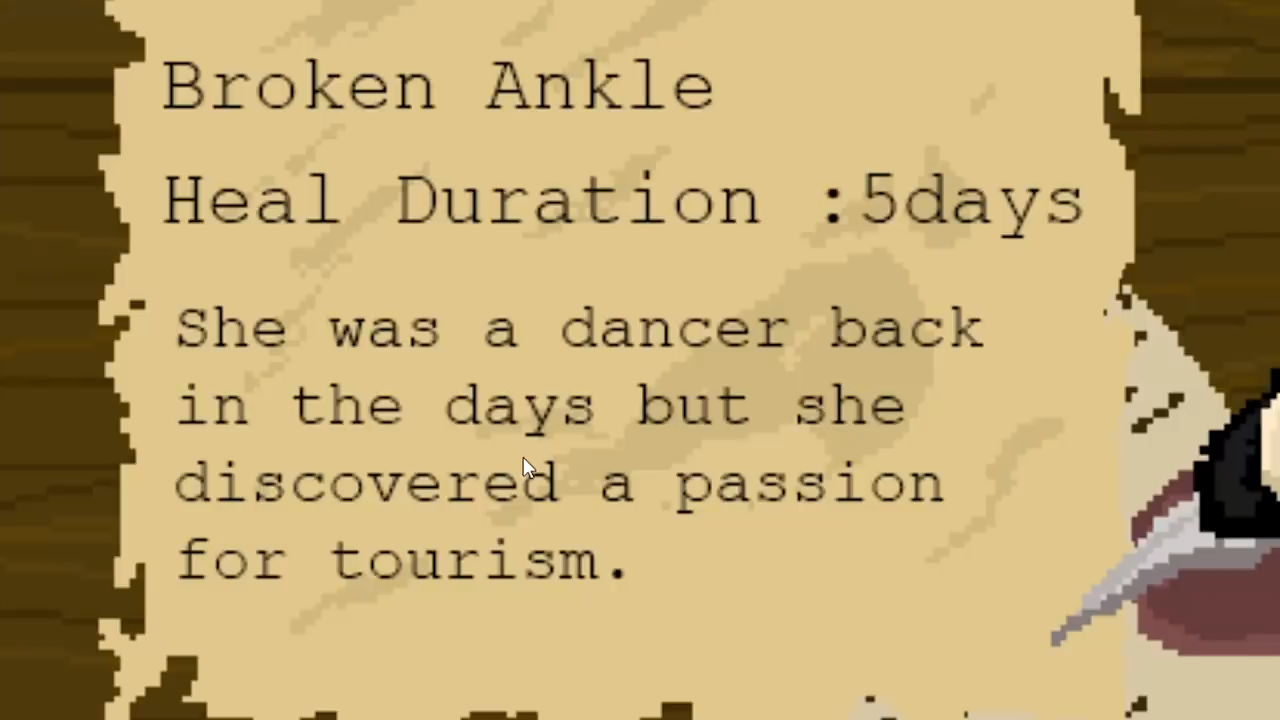 Broken Ankle
Heal Duration :5days
She was a dancer back
in the days but she
discovered a passion
for tourism.